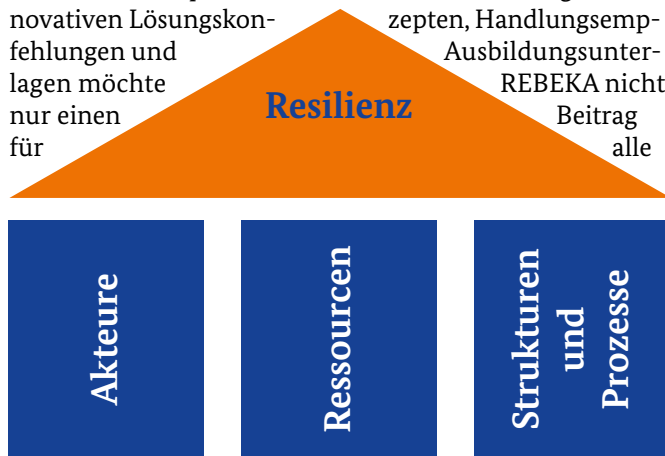 novativen Lösungskon- zepten, Handlungsemp-
fehlungen und Ausbildungsunter-
lagen möchte REBEKA nicht
nur einen Beitrag
für alle
Resilienz
Akteure
Ressourcen
Strukturen
und
Prozesse